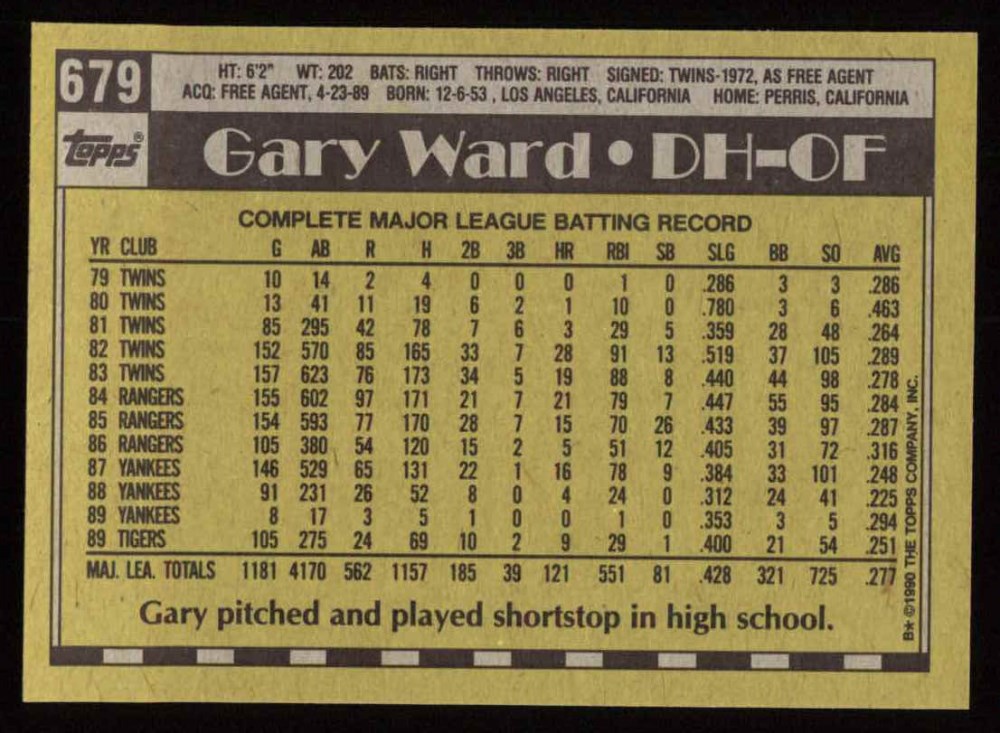 679
HT: 6'2" WT: 202 BATS: RIGHT THROWS: RIGHT SIGNED: TWINS-1972, AS FREE AGENT
ACQ: FREE AGENT, 4-23-89 BORN: 12-6-53 , LOS ANGELES, CALIFORNIA HOME: PERRIS, CALIFORNIA
TOPPS®
Gary Ward • DH-OF
COMPLETE MAJOR LEAGUE BATTING RECORD
YR CLUB G AB R H 2B 3B HR RBI SB SLG BB SO AVG
79 TWINS 10 14 2 4 0 0 0 1 0 .286 3 3 .286
80 TWINS 13 41 11 19 6 2 1 10 0 .780 3 6 .463
81 TWINS 85 295 42 78 7 6 3 29 5 .359 28 48 .264
82 TWINS 152 570 85 165 33 7 28 91 13 .519 37 105 .289
83 TWINS 157 623 76 173 34 5 19 88 8 .440 44 98 .278
84 RANGERS 155 602 97 171 21 7 21 79 7 .447 55 95 .284
85 RANGERS 154 593 77 170 28 7 15 70 26 .433 39 97 .287
86 RANGERS 105 380 54 120 15 2 5 51 12 .405 31 72 .316
87 YANKEES 146 529 65 131 22 1 16 78 9 .384 33 101 .248
88 YANKEES 91 231 26 52 8 0 4 24 0 .312 24 41 .225
89 YANKEES 8 17 3 5 1 0 0 1 0 .353 3 5 .294
89 TIGERS 105 275 24 69 10 2 9 29 1 .400 21 54 .251
MAJ. LEA. TOTALS 1181 4170 562 1157 185 39 121 551 81 .428 321 725 .277
Gary pitched and played shortstop in high school.
B* ©1990 THE TOPPS COMPANY, INC.